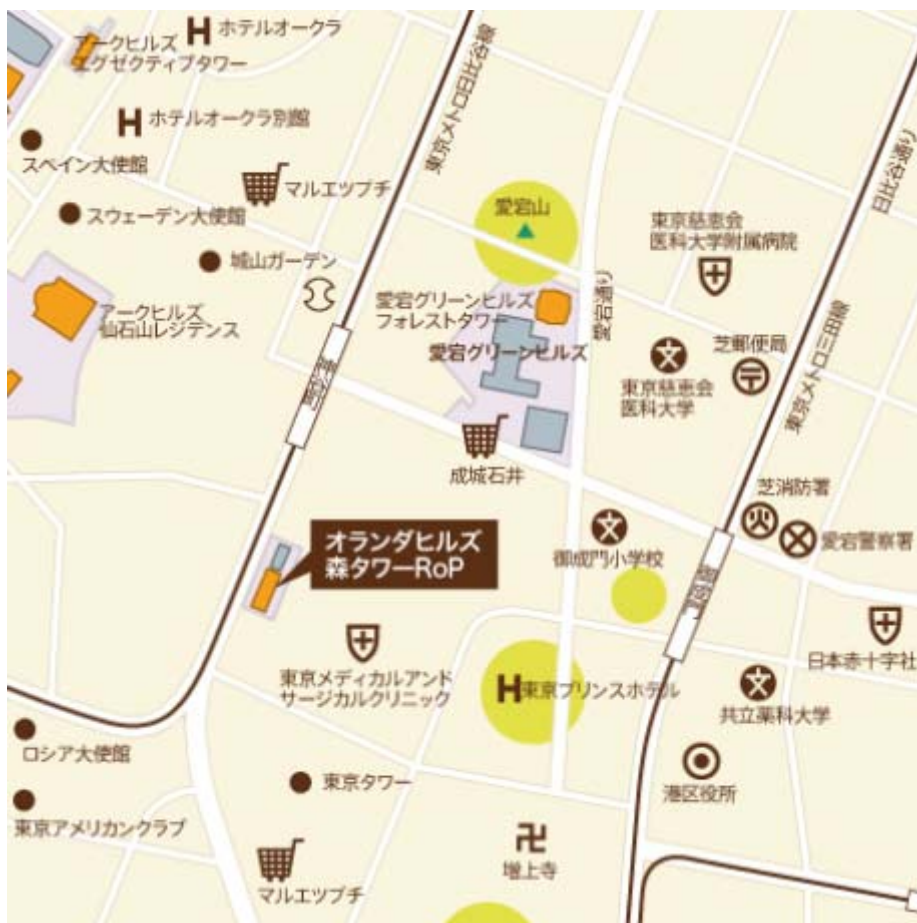 アークヒルズ
エグゼクティブタワー
ホテルオークラ
ホテルオークラ別館
スペイン大使館
マルエツプチ
スウェーデン大使館
城山ガーデン
アークヒルズ
仙石山レジデンス
東京メトロ日比谷線
神谷町
愛宕山
愛宕グリーンヒルズ
フォレストタワー
愛宕グリーンヒルズ
愛宕通り
東京慈恵会
医科大学附属病院
日比谷通り
東京慈恵会
医科大学
芝郵便局
東京メトロ三田線
成城石井
芝消防署
愛宕警察署
御成門小学校
御成門
オランダヒルズ
森タワーRoP
東京メディカルアンド
サージカルクリニック
東京プリンスホテル
日本赤十字社
共立薬科大学
ロシア大使館
東京タワー
港区役所
東京アメリカンクラブ
マルエツプチ
増上寺